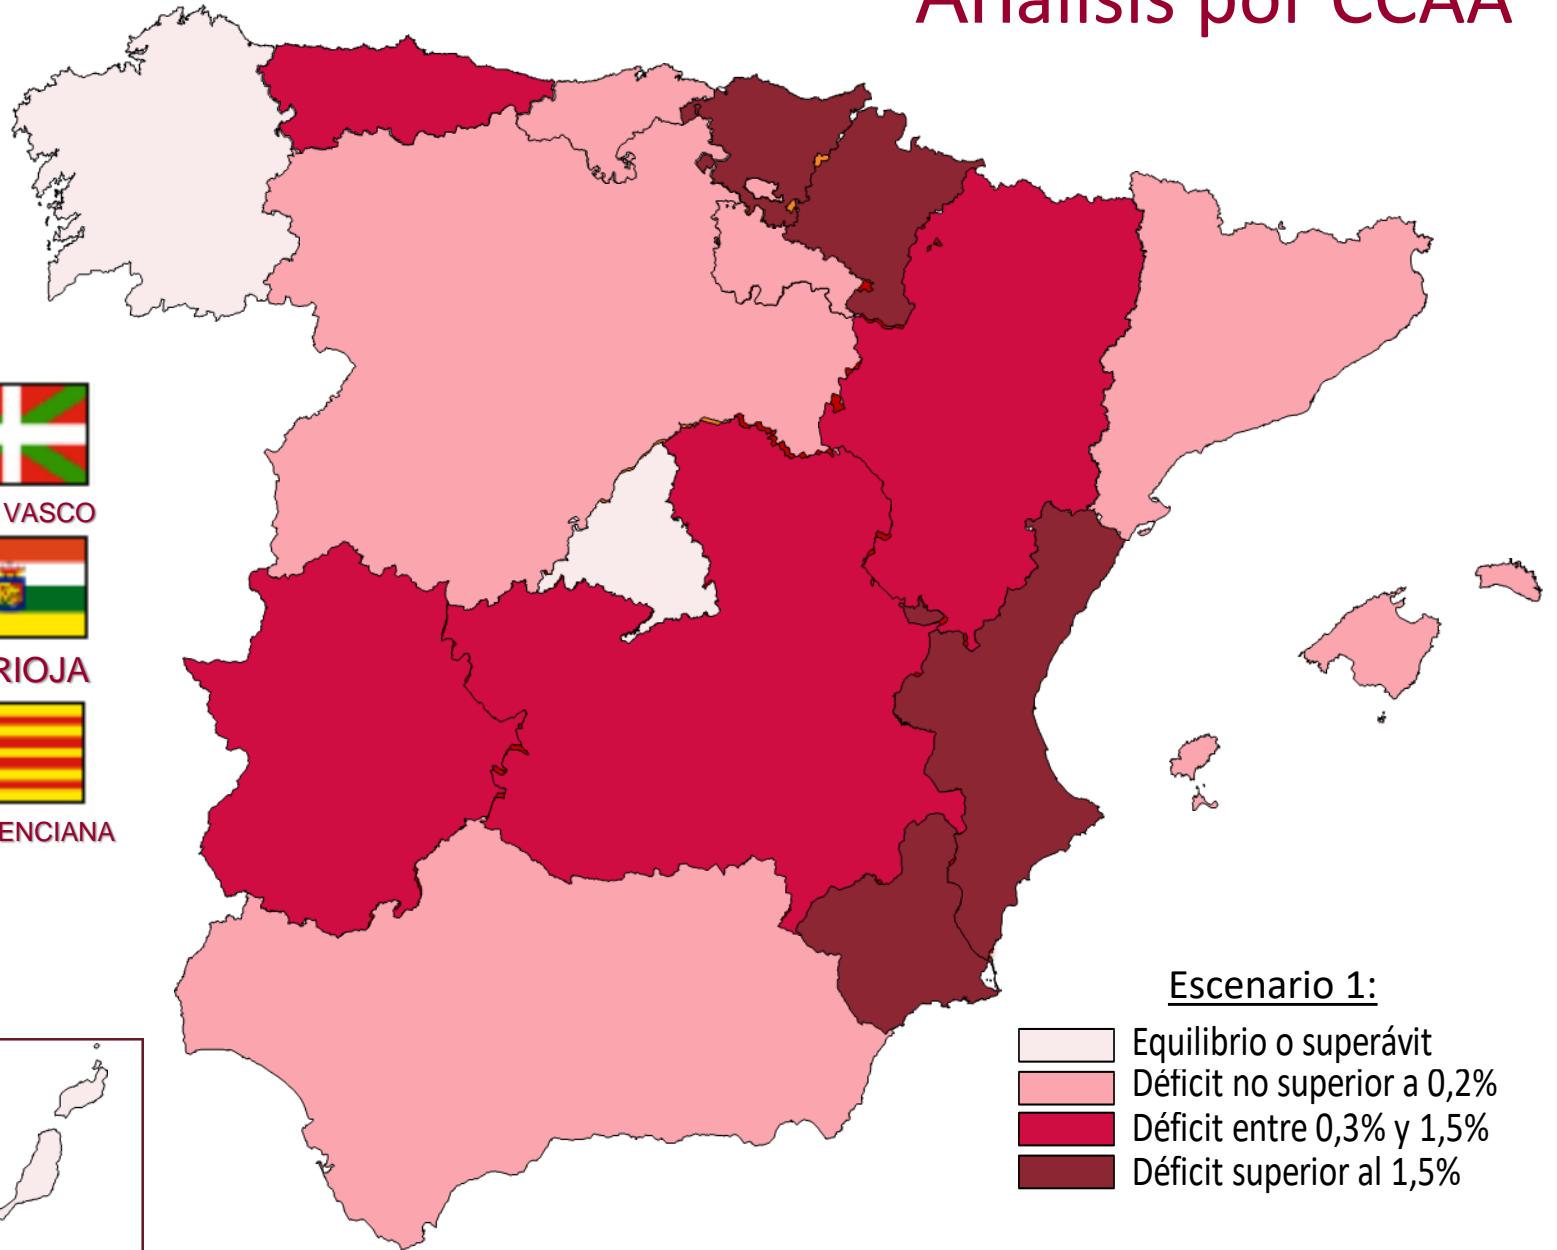 Análisis por CCAA
VASCO
RIOJA
ENCIANA
Escenario 1:
Equilibrio o superávit
Déficit no superior a 0,2%
Déficit entre 0,3% y 1,5%
Déficit superior al 1,5%